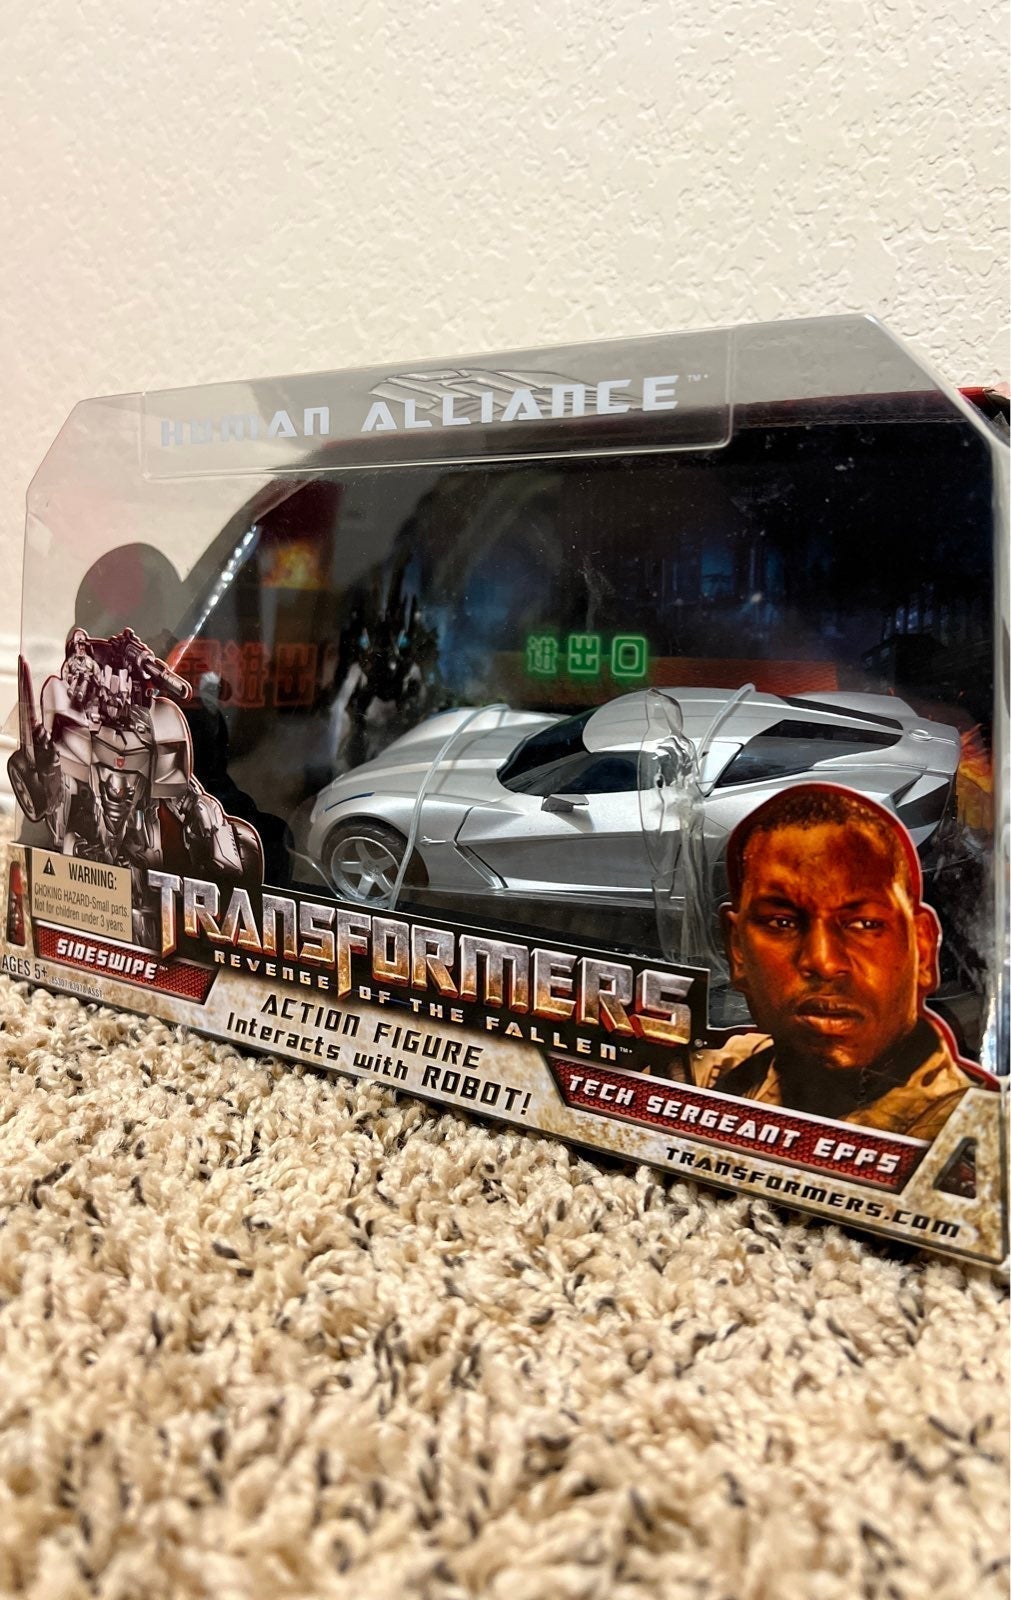 HUMAN ALLIANCE™
进出口
WARNING:
CHOKING HAZARD-Small parts.
Not for children under 3 years.
SIDESWIPE™
AGES 5+
TRANSFORMERS
REVENGE OF THE FALLEN™
ACTION FIGURE
Interacts with ROBOT!
TECH SERGEANT EPPS
TRANSFORMERS.COM